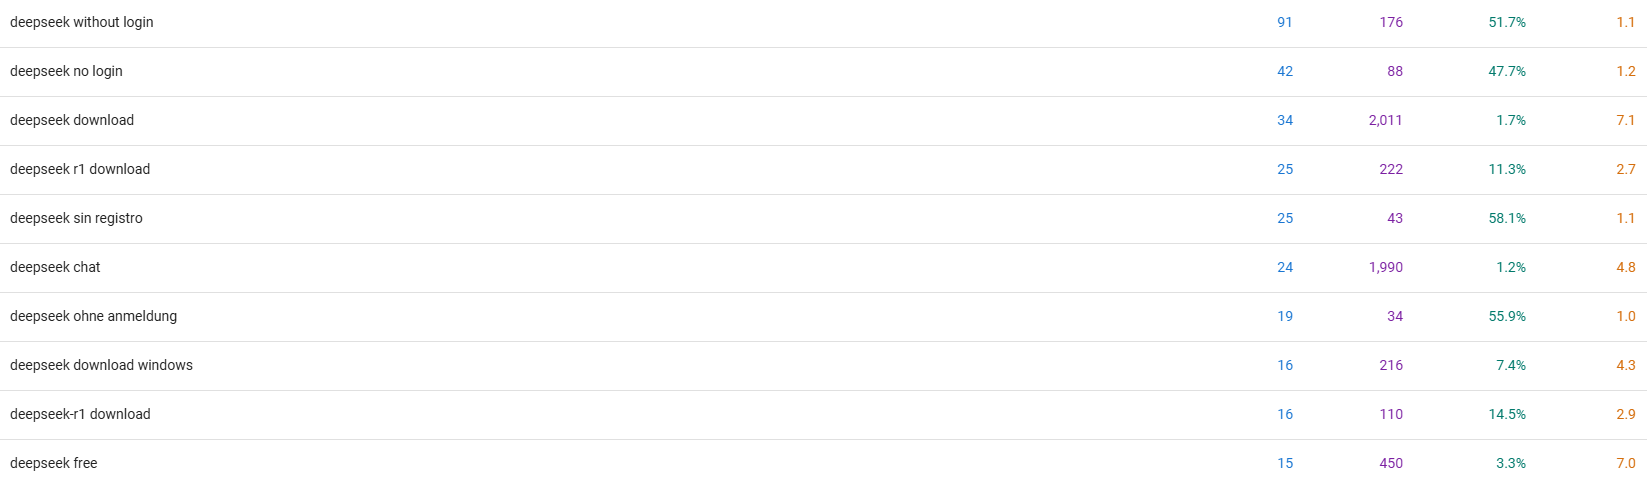 deepseek without login 91 176 51.7% 1.1
deepseek no login 42 88 47.7% 1.2
deepseek download 34 2,011 1.7% 7.1
deepseek r1 download 25 222 11.3% 2.7
deepseek sin registro 25 43 58.1% 1.1
deepseek chat 24 1,990 1.2% 4.8
deepseek ohne anmeldung 19 34 55.9% 1.0
deepseek download windows 16 216 7.4% 4.3
deepseek-r1 download 16 110 14.5% 2.9
deepseek free 15 450 3.3% 7.0